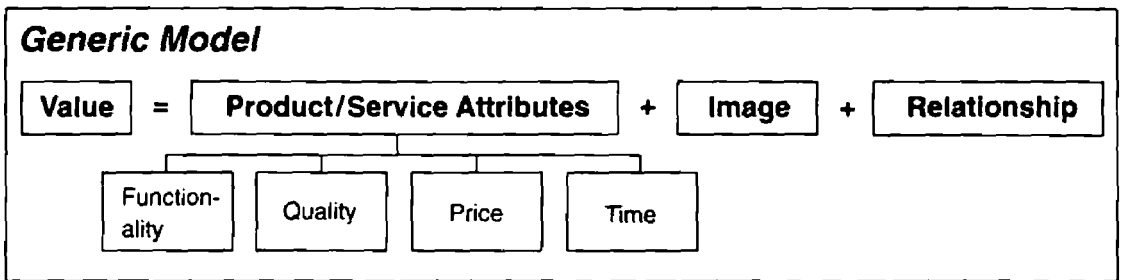 Generic Model
Value = Product/Service Attributes + Image + Relationship
Function-
ality
Quality
Price
Time